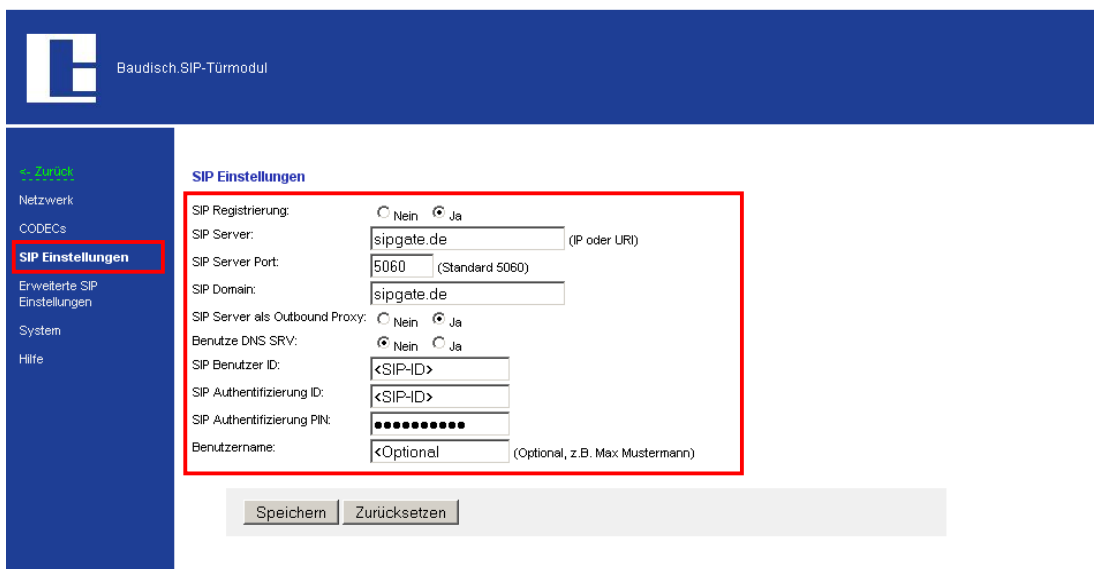 Baudisch.SIP-Türmodul
<- Zurück
Netzwerk
CODECs
SIP Einstellungen
Erweiterte SIP
Einstellungen
System
Hilfe
SIP Einstellungen
SIP Registrierung: Nein Ja
SIP Server: sipgate.de (IP oder URI)
SIP Server Port: 5060 (Standard 5060)
SIP Domain: sipgate.de
SIP Server als Outbound Proxy: Nein Ja
Benutze DNS SRV: Nein Ja
SIP Benutzer ID: <SIP-ID>
SIP Authentifizierung ID: <SIP-ID>
SIP Authentifizierung PIN: ●●●●●●●●●●
Benutzername: <Optional (Optional, z.B. Max Mustermann)
Speichern Zurücksetzen